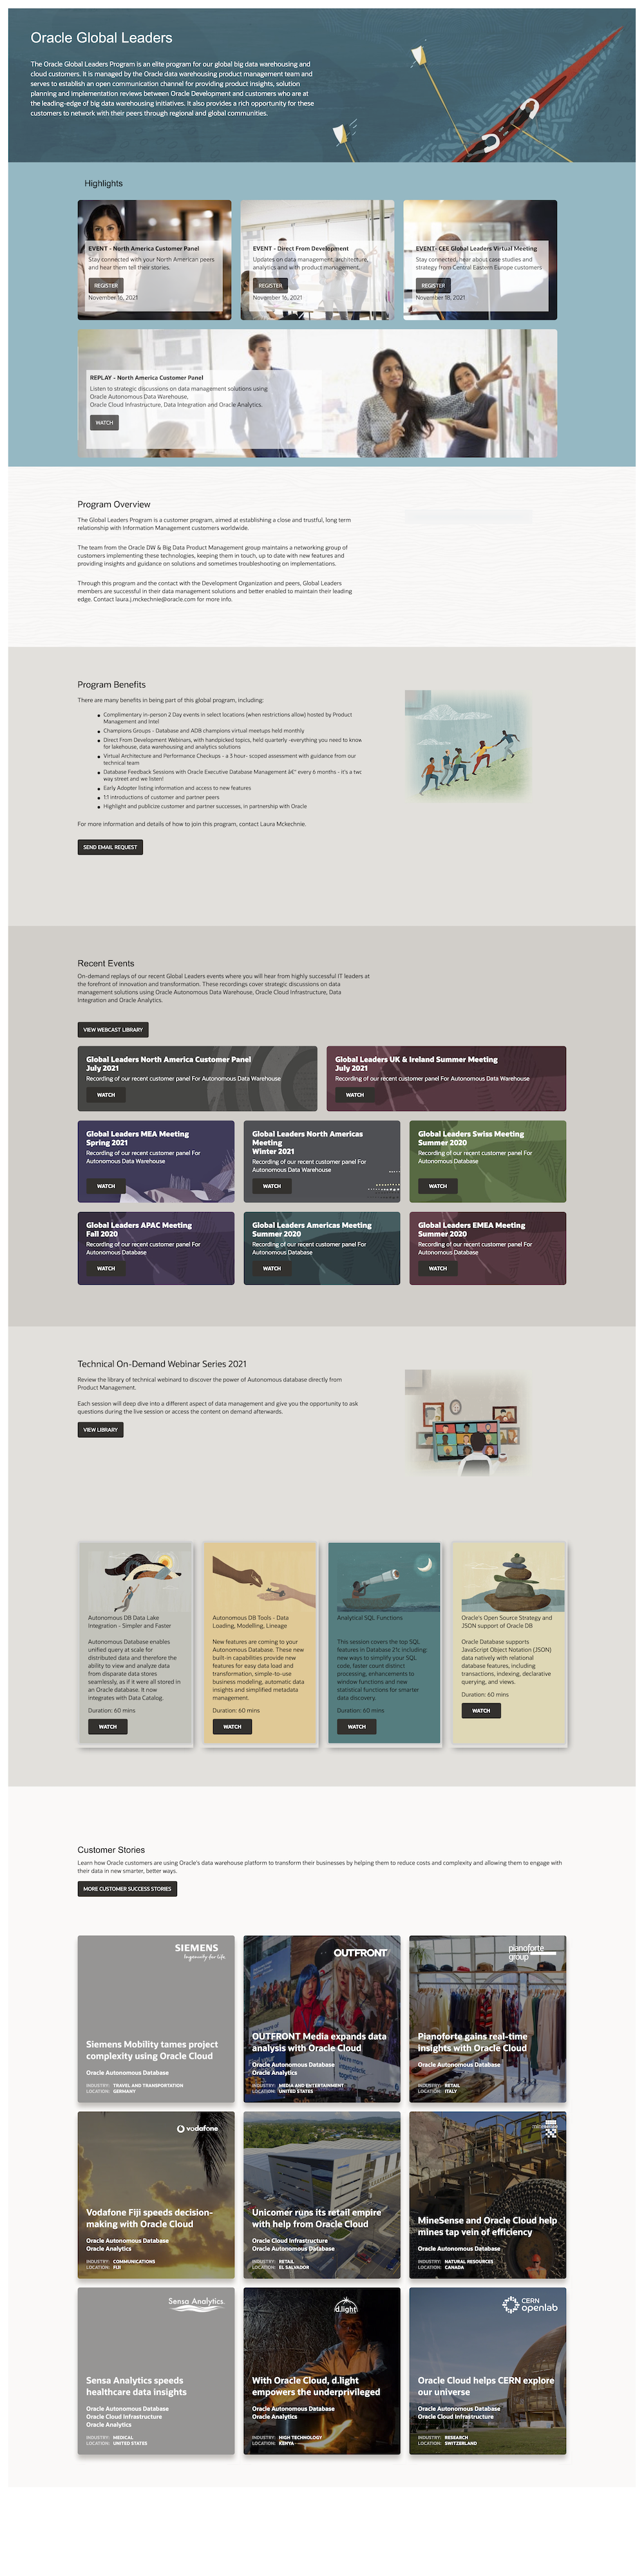 Oracle Global Leaders
The Oracle Global Leaders Program is an elite program for our global big data warehousing and
cloud customers. It is managed by the Oracle data warehousing product management team and
serves to establish an open communication channel for providing product insights, solution
planning and implementation reviews between Oracle Development and customers who are at
the leading-edge of big data warehousing initiatives. It also provides a rich opportunity for these
customers to network with their peers through regional and global communities.
Highlights
EVENT - North America Customer Panel
Stay connected with your North American peers
and hear them tell their stories.
REGISTER
November 16, 2021
EVENT - Direct From Development
Updates on data management, architecture,
analytics and with product management.
REGISTER
November 16, 2021
EVENT- CEE Global Leaders Virtual Meeting
Stay connected, hear about case studies and
strategy from Central Eastern Europe customers
REGISTER
November 18, 2021
REPLAY - North America Customer Panel
Listen to strategic discussions on data management solutions using
Oracle Autonomous Data Warehouse,
Oracle Cloud Infrastructure, Data Integration and Oracle Analytics.
WATCH
Program Overview
The Global Leaders Program is a customer program, aimed at establishing a close and trustful, long term
relationship with Information Management customers worldwide.
The team from the Oracle DW & Big Data Product Management group maintains a networking group of
customers implementing these technologies, keeping them in touch, up to date with new features and
providing insights and guidance on solutions and sometimes troubleshooting on implementations.
Through this program and the contact with the Development Organization and peers, Global Leaders
members are successful in their data management solutions and better enabled to maintain their leading
edge. Contact laura.j.mckechnie@oracle.com for more info.
Program Benefits
There are many benefits in being part of this global program, including:
● Complimentary in-person 2 Day events in select locations (when restrictions allow) hosted by Product
Management and Intel
● Champions Groups - Database and ADB champions virtual meetups held monthly
● Direct From Development Webinars, with handpicked topics, held quarterly -everything you need to know.
for lakehouse, data warehousing and analytics solutions
● Virtual Architecture and Performance Checkups - a 3 hour- scoped assessment with guidance from our
technical team
● Database Feedback Sessions with Oracle Executive Database Management â€“ every 6 months - it's a two
way street and we listen!
● Early Adopter listing information and access to new features
● 1:1 introductions of customer and partner peers
● Highlight and publicize customer and partner successes, in partnership with Oracle
For more information and details of how to join this program, contact Laura Mckechnie.
SEND EMAIL REQUEST
Recent Events
On-demand replays of our recent Global Leaders events where you will hear from highly successful IT leaders at
the forefront of innovation and transformation. These recordings cover strategic discussions on data
management solutions using Oracle Autonomous Data Warehouse, Oracle Cloud Infrastructure, Data
Integration and Oracle Analytics.
VIEW WEBCAST LIBRARY
Global Leaders North America Customer Panel
July 2021
Recording of our recent customer panel For Autonomous Data Warehouse
WATCH
Global Leaders UK & Ireland Summer Meeting
July 2021
Recording of our recent customer panel For Autonomous Data Warehouse
WATCH
Global Leaders MEA Meeting
Spring 2021
Recording of our recent customer panel For
Autonomous Data Warehouse
WATCH
Global Leaders North Americas
Meeting
Winter 2021
Recording of our recent customer panel For
Autonomous Data Warehouse
WATCH
Global Leaders Swiss Meeting
Summer 2020
Recording of our recent customer panel For
Autonomous Database
WATCH
Global Leaders APAC Meeting
Fall 2020
Recording of our recent customer panel For
Autonomous Database
WATCH
Global Leaders Americas Meeting
Summer 2020
Recording of our recent customer panel For
Autonomous Database
WATCH
Global Leaders EMEA Meeting
Summer 2020
Recording of our recent customer panel For
Autonomous Database
WATCH
Technical On-Demand Webinar Series 2021
Review the library of technical webinard to discover the power of Autonomous database directly from
Product Management.
Each session will deep dive into a different aspect of data management and give you the opportunity to ask
questions during the live session or access the content on demand afterwards.
VIEW LIBRARY
Autonomous DB Data Lake
Integration - Simpler and Faster
Autonomous Database enables
unified query at scale for
distributed data and therefore the
ability to view and analyze data
from disparate data stores
seamlessly, as if it were all stored in
an Oracle database. It now
integrates with Data Catalog.
Duration: 60 mins
WATCH
Autonomous DB Tools - Data
Loading, Modelling, Lineage
New features are coming to your
Autonomous Database. These new
built-in capabilities provide new
features for easy data load and
transformation, simple-to-use
business modeling, automatic data
insights and simplified metadata
management.
Duration: 60 mins
WATCH
Analytical SQL Functions
This session covers the top SQL
features in Database 21c including:
new ways to simplify your SQL
code, faster count distinct
processing, enhancements to
window functions and new
statistical functions for smarter
data discovery.
Duration: 60 mins
WATCH
Oracle's Open Source Strategy and
JSON support of Oracle DB
Oracle Database supports
JavaScript Object Notation (JSON)
data natively with relational
database features, including
transactions, indexing, declarative
querying, and views.
Duration: 60 mins
WATCH
Customer Stories
Learn how Oracle customers are using Oracle's data warehouse platform to transform their businesses by helping them to reduce costs and complexity and allowing them to engage with
their data in new smarter, better ways.
MORE CUSTOMER SUCCESS STORIES
SIEMENS
Ingenuity for life
Siemens Mobility tames project
complexity using Oracle Cloud
Oracle Autonomous Database
INDUSTRY: TRAVEL AND TRANSPORTATION
LOCATION: GERMANY
OUTFRONT
OUTFRONT Media expands data
analysis with Oracle Cloud
Oracle Autonomous Database
Oracle Analytics
INDUSTRY: MEDIA AND ENTERTAINMENT
LOCATION: UNITED STATES
pianoforte
group
Pianoforte gains real-time
insights with Oracle Cloud
Oracle Autonomous Database
INDUSTRY: RETAIL
LOCATION: ITALY
vodafone
Vodafone Fiji speeds decision-
making with Oracle Cloud
Oracle Autonomous Database
Oracle Analytics
INDUSTRY: COMMUNICATIONS
LOCATION: FIJI
Unicomer runs its retail empire
with help from Oracle Cloud
Oracle Cloud Infrastructure
Oracle Autonomous Database
INDUSTRY: RETAIL
LOCATION: EL SALVADOR
MineSense and Oracle Cloud help
mines tap vein of efficiency
Oracle Autonomous Database
INDUSTRY: NATURAL RESOURCES
LOCATION: CANADA
Sensa Analytics
Sensa Analytics speeds
healthcare data insights
Oracle Autonomous Database
Oracle Cloud Infrastructure
Oracle Analytics
INDUSTRY: MEDICAL
LOCATION: UNITED STATES
d.light
With Oracle Cloud, d.light
empowers the underprivileged
Oracle Autonomous Database
Oracle Analytics
INDUSTRY: HIGH TECHNOLOGY
LOCATION: KENYA
CERN
openlab
Oracle Cloud helps CERN explore
our universe
Oracle Autonomous Database
Oracle Cloud Infrastructure
INDUSTRY: RESEARCH
LOCATION: SWITZERLAND